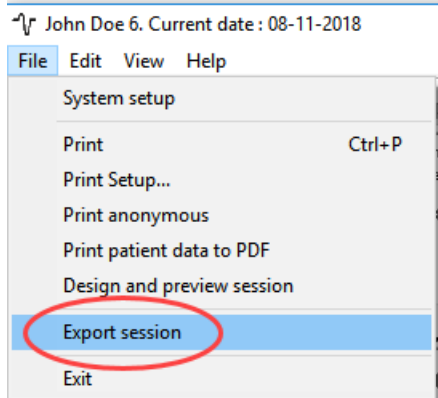 John Doe 6. Current date : 08-11-2018
File Edit View Help
System setup
Print Ctrl+P
Print Setup...
Print anonymous
Print patient data to PDF
Design and preview session
Export session
Exit